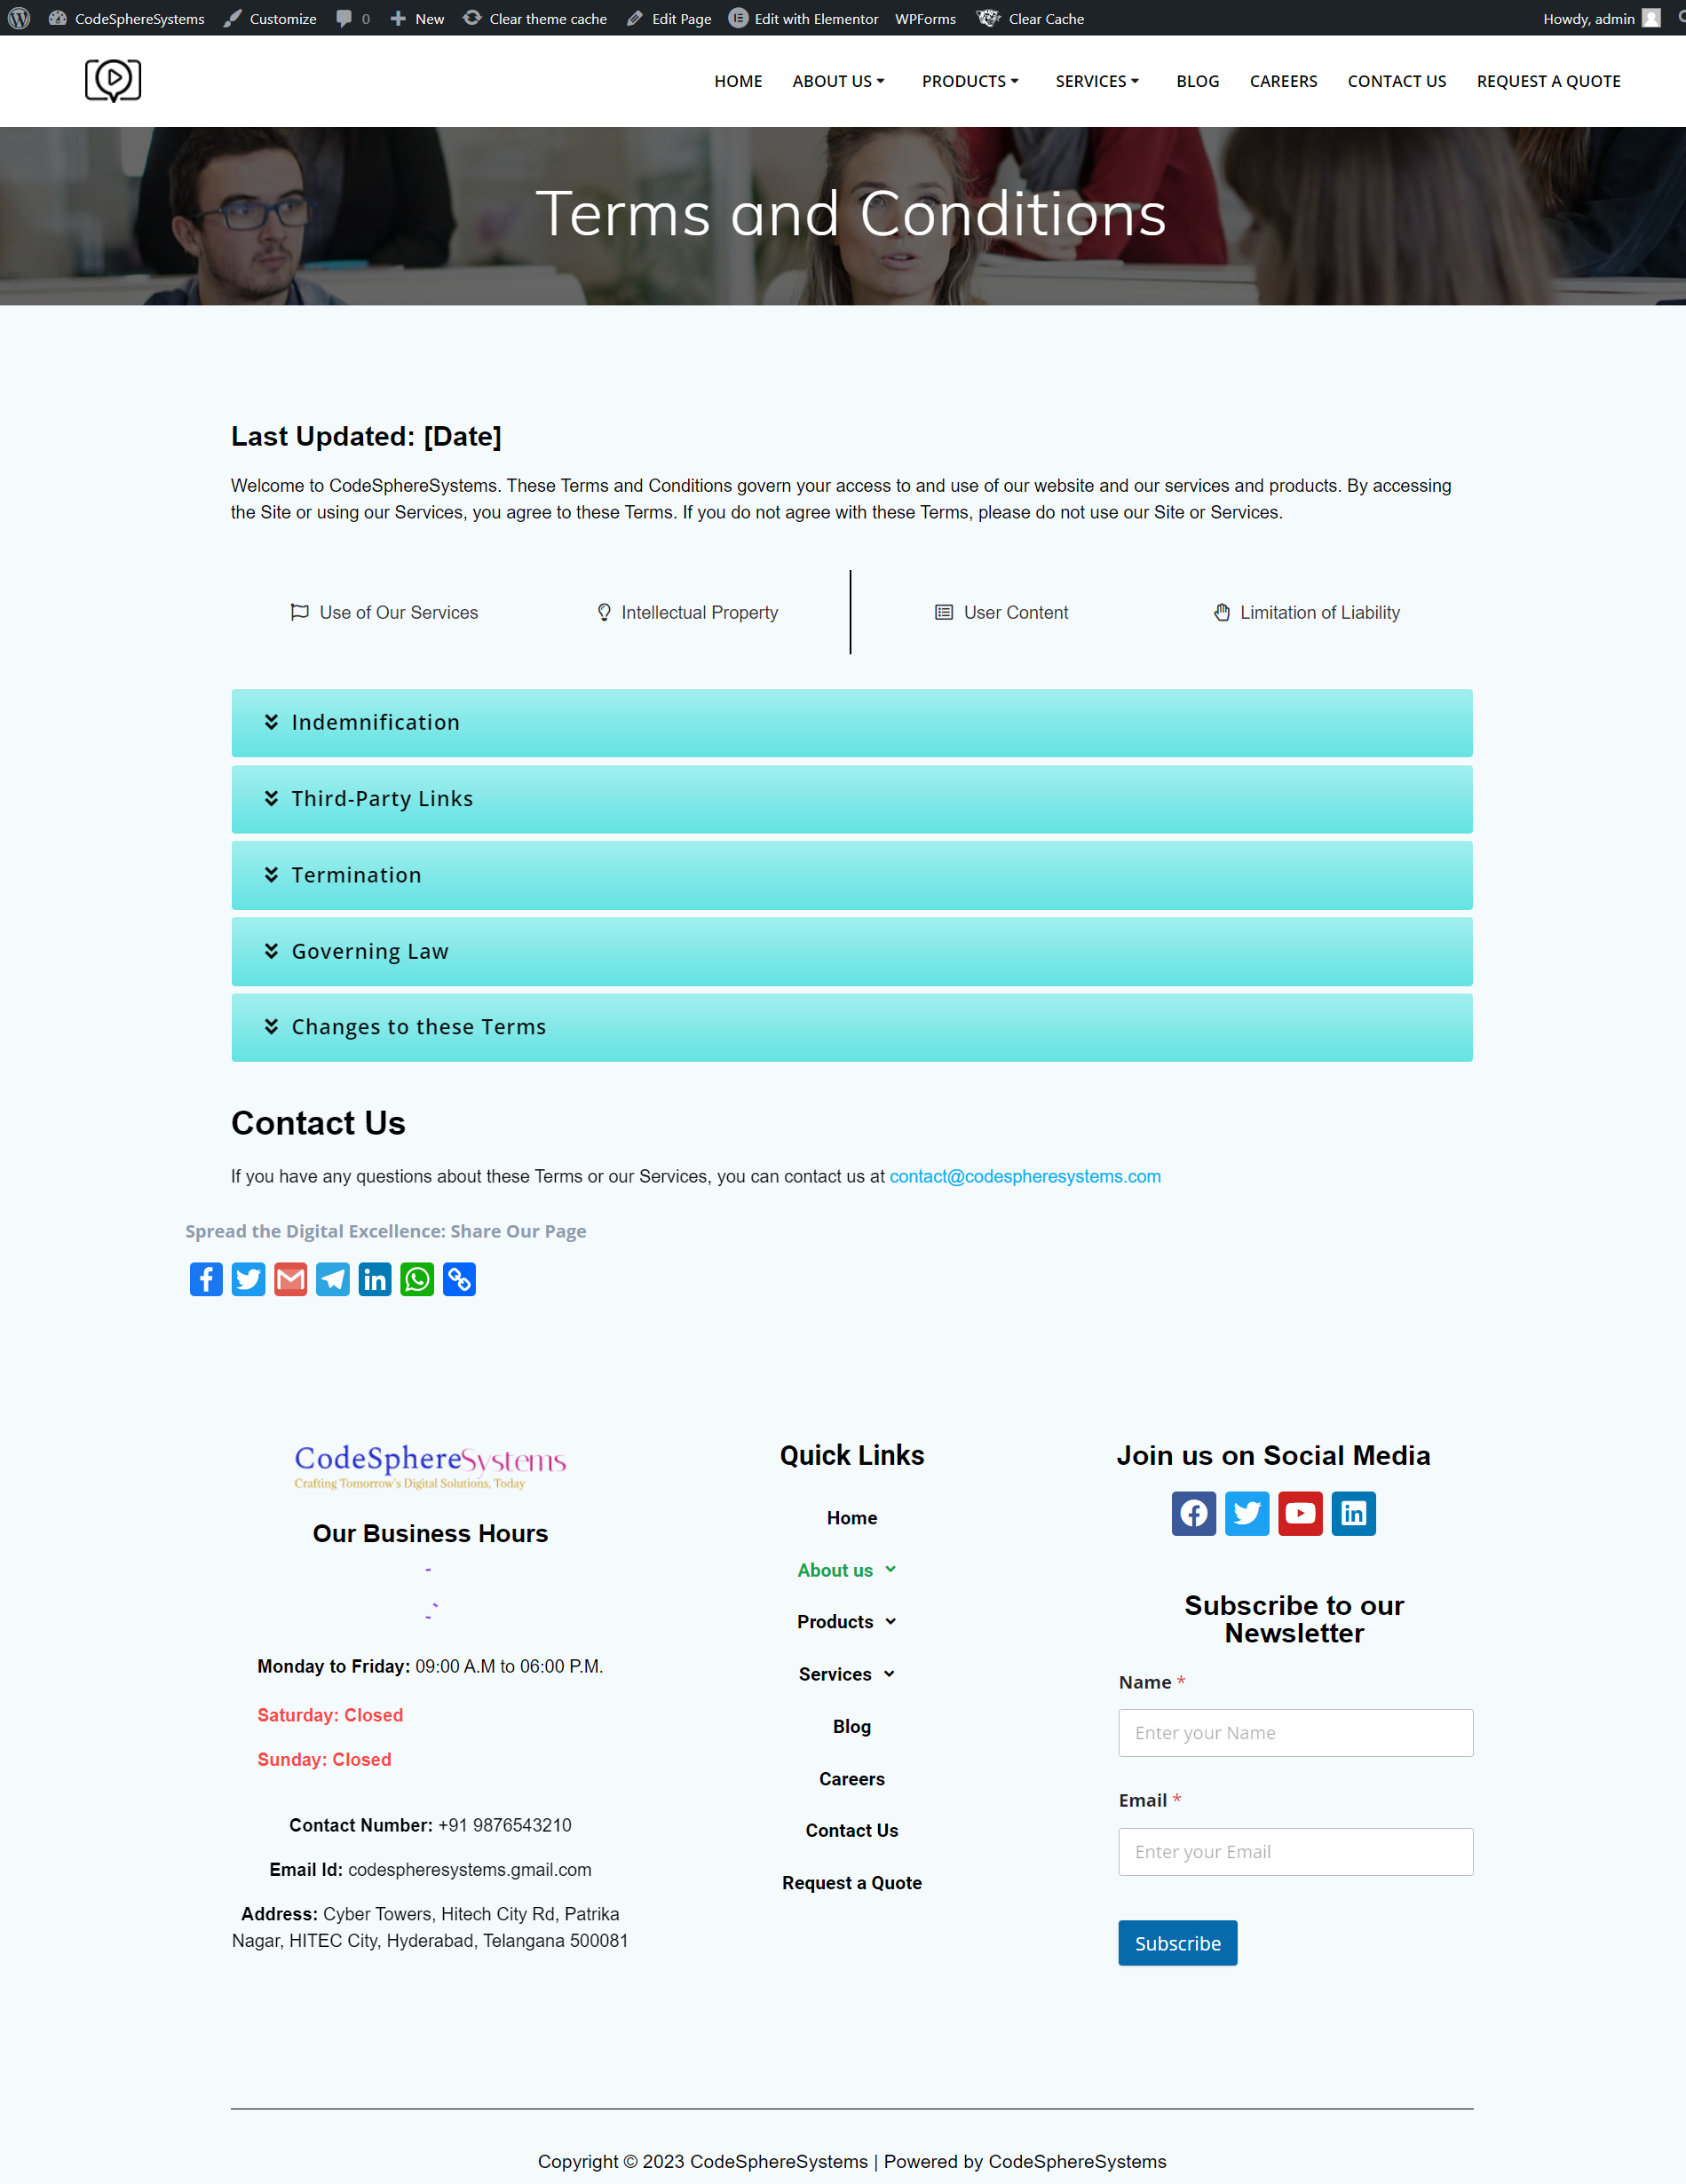 CodeSphereSystems Customize 0 New Clear theme cache Edit Page Edit with Elementor WPForms Clear Cache Howdy, admin
HOME ABOUT US PRODUCTS SERVICES BLOG CAREERS CONTACT US REQUEST A QUOTE
Terms and Conditions
Last Updated: [Date]
Welcome to CodeSphereSystems. These Terms and Conditions govern your access to and use of our website and our services and products. By accessing
the Site or using our Services, you agree to these Terms. If you do not agree with these Terms, please do not use our Site or Services.
Use of Our Services Intellectual Property User Content Limitation of Liability
Indemnification
Third-Party Links
Termination
Governing Law
Changes to these Terms
Contact Us
If you have any questions about these Terms or our Services, you can contact us at contact@codespheresystems.com
Spread the Digital Excellence: Share Our Page
CodeSphereSystems
Crafting Tomorrow's Digital Solutions, Today
Our Business Hours
Monday to Friday: 09:00 A.M to 06:00 P.M.
Saturday: Closed
Sunday: Closed
Contact Number: +91 9876543210
Email Id: codespheresystems.gmail.com
Address: Cyber Towers, Hitech City Rd, Patrika
Nagar, HITEC City, Hyderabad, Telangana 500081
Quick Links
Home
About us
Products
Services
Blog
Careers
Contact Us
Request a Quote
Join us on Social Media
Subscribe to our
Newsletter
Name *
Enter your Name
Email *
Enter your Email
Subscribe
Copyright © 2023 CodeSphereSystems | Powered by CodeSphereSystems